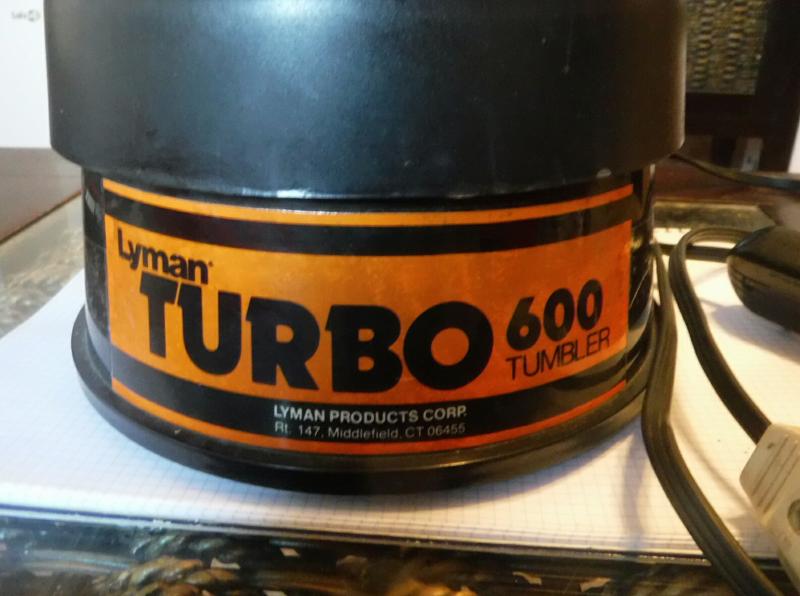 Lyman
TURBO 600
TUMBLER
LYMAN PRODUCTS CORP.
Rt. 147, Middlefield, CT 06455